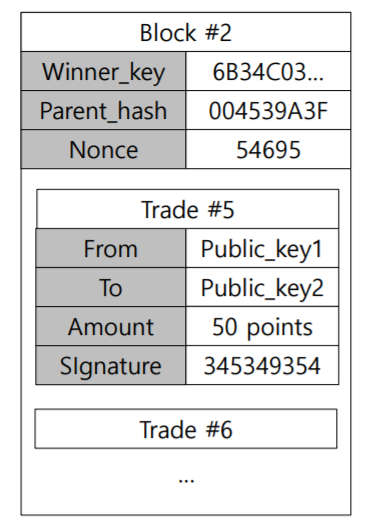 Block #2
Winner_key 6B34C03...
Parent_hash 004539A3F
Nonce 54695
Trade #5
From Public_key1
To Public_key2
Amount 50 points
SIgnature 345349354
Trade #6
...